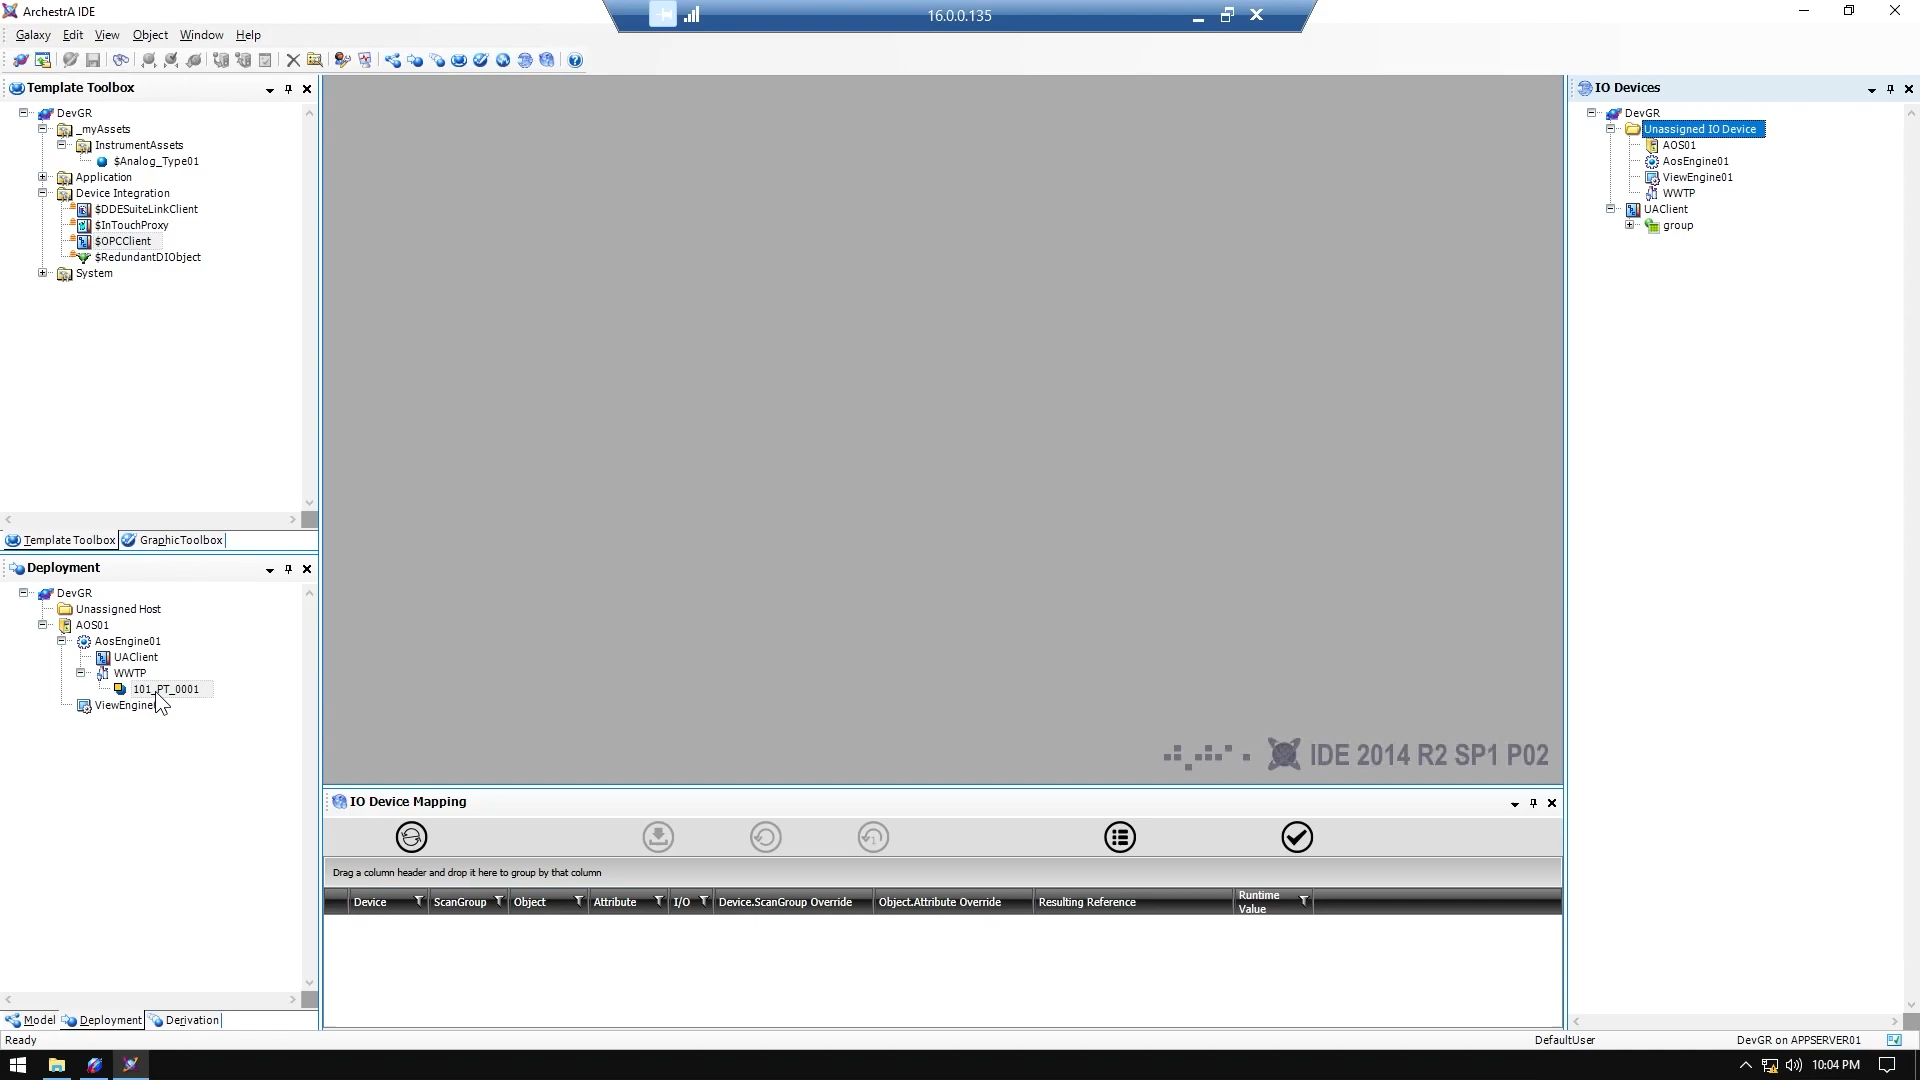 ArchestrA IDE
16.0.0.135
Galaxy Edit View Object Window Help
Template Toolbox
DevGR
_myAssets
InstrumentAssets
$Analog_Type01
Application
Device Integration
$DDESuiteLinkClient
$InTouchProxy
$OPCClient
$RedundantDIObject
System
Template Toolbox GraphicToolbox
Deployment
DevGR
Unassigned Host
AOS01
AosEngine01
UAClient
WWTP
101_PT_0001
Model Deployment Derivation
IDE 2014 R2 SP1 P02
IO Device Mapping
Drag a column header and drop it here to group by that column
Device ScanGroup Object Attribute I/O Device.ScanGroup Override Object.Attribute Override Resulting Reference Runtime Value
IO Devices
DevGR
Unassigned IO Device
AOS01
AosEngine01
ViewEngine01
WWTP
UAClient
group
Ready DefaultUser DevGR on APPSERVER01
10:04 PM